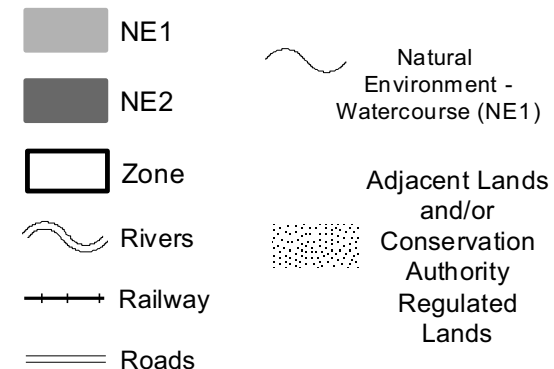 NE1
NE2
Zone
Rivers
Railway
Roads
Natural
Environment -
Watercourse (NE1)
Adjacent Lands
and/or
Conservation
Authority
Regulated
Lands